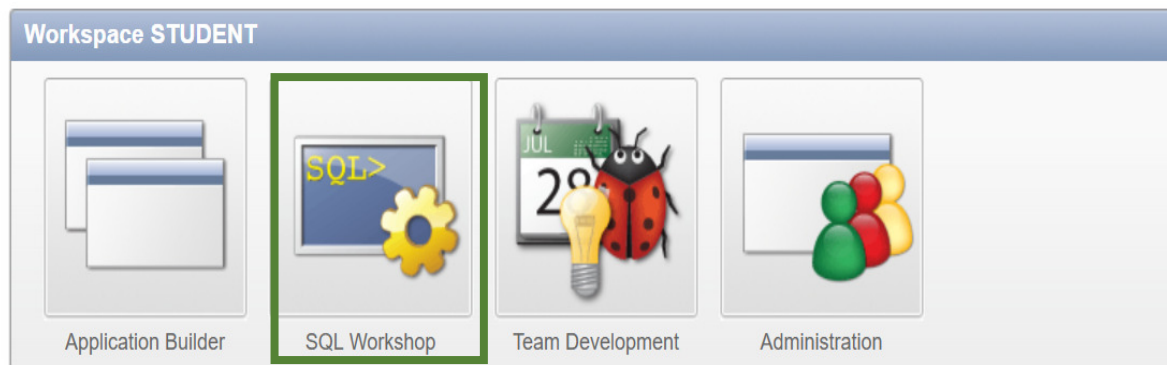 Workspace STUDENT
SQL>
JUL
28
Application Builder
SQL Workshop
Team Development
Administration